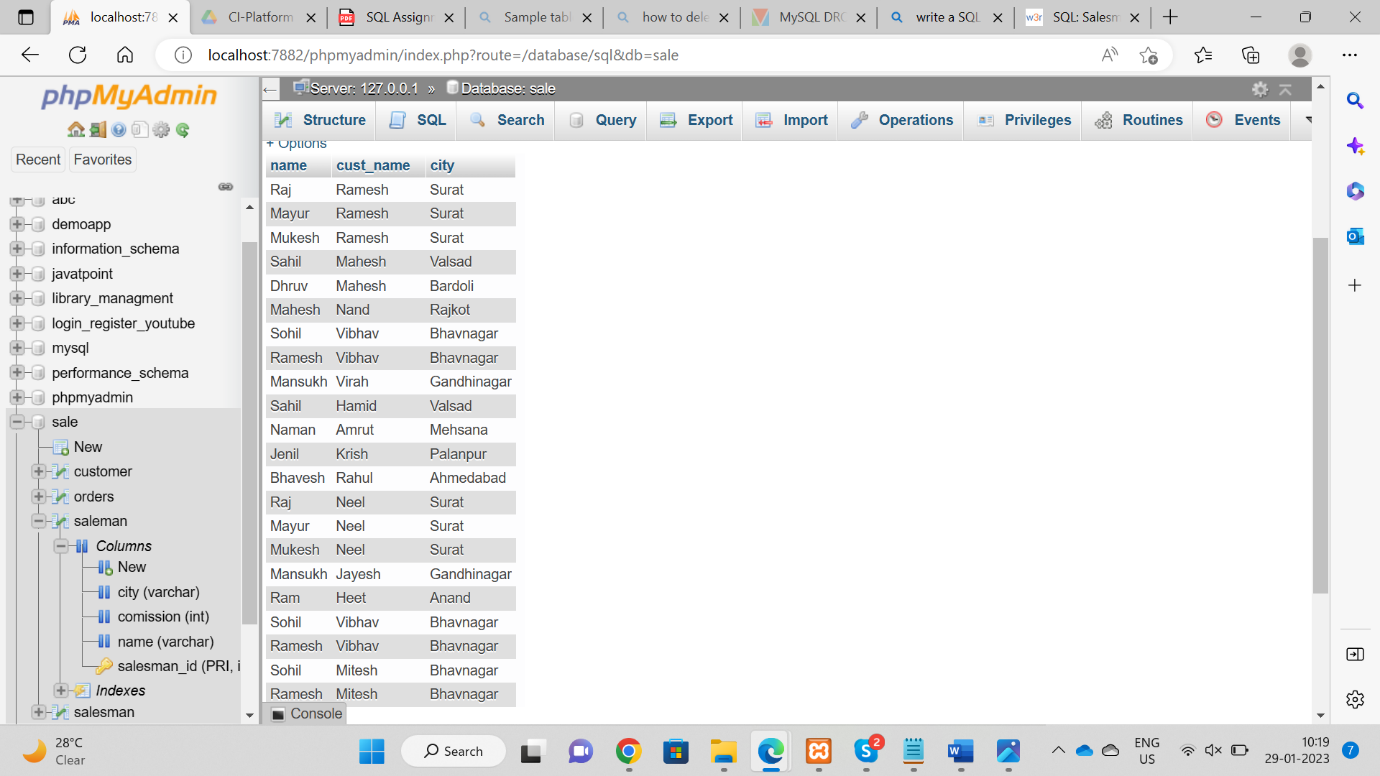 localhost:78
CI-Platform
SQL Assign
Sample tab
how to dele
MySQL DRO
write a SQL
w3r SQL: Salesm
localhost:7882/phpmyadmin/index.php?route=/database/sql&db=sale
phpMyAdmin
Recent Favorites
abc
demoapp
information_schema
javatpoint
library_managment
login_register_youtube
mysql
performance_schema
phpmyadmin
sale
New
customer
orders
saleman
Columns
New
city (varchar)
comission (int)
name (varchar)
salesman_id (PRI, i
Indexes
salesman
Server: 127.0.0.1 » Database: sale
Structure SQL Search Query Export Import Operations Privileges Routines Events
+ Options
name cust_name city
Raj Ramesh Surat
Mayur Ramesh Surat
Mukesh Ramesh Surat
Sahil Mahesh Valsad
Dhruv Mahesh Bardoli
Mahesh Nand Rajkot
Sohil Vibhav Bhavnagar
Ramesh Vibhav Bhavnagar
Mansukh Virah Gandhinagar
Sahil Hamid Valsad
Naman Amrut Mehsana
Jenil Krish Palanpur
Bhavesh Rahul Ahmedabad
Raj Neel Surat
Mayur Neel Surat
Mukesh Neel Surat
Mansukh Jayesh Gandhinagar
Ram Heet Anand
Sohil Vibhav Bhavnagar
Ramesh Vibhav Bhavnagar
Sohil Mitesh Bhavnagar
Ramesh Mitesh Bhavnagar
Console
28°C
Clear
Search
2
ENG
US
10:19
29-01-2023
7